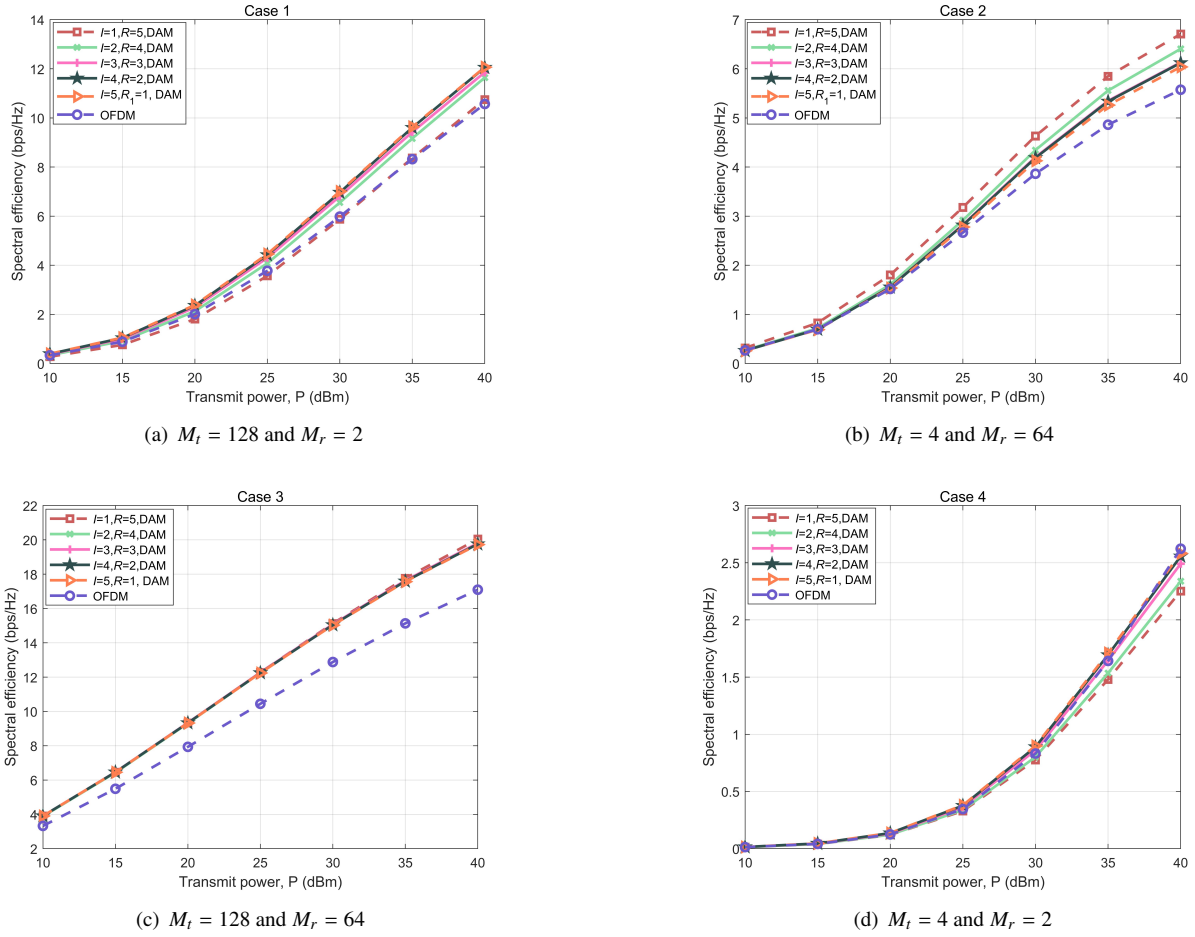 Case 1
14
12
10
8
6
4
2
0
Spectral efficiency (bps/Hz)
I=1,R=5,DAM
I=2,R=4,DAM
I=3,R=3,DAM
I=4,R=2,DAM
I=5,R₁=1, DAM
OFDM
10 15 20 25 30 35 40
Transmit power, P (dBm)
(a) Mₜ = 128 and Mᵣ = 2
Case 2
7
6
5
4
3
2
1
0
Spectral efficiency (bps/Hz)
I=1,R=5,DAM
I=2,R=4,DAM
I=3,R=3,DAM
I=4,R=2,DAM
I=5,R₁=1, DAM
OFDM
10 15 20 25 30 35 40
Transmit power, P (dBm)
(b) Mₜ = 4 and Mᵣ = 64
Case 3
22
20
18
16
14
12
10
8
6
4
2
Spectral efficiency (bps/Hz)
I=1,R=5,DAM
I=2,R=4,DAM
I=3,R=3,DAM
I=4,R=2,DAM
I=5,R=1, DAM
OFDM
10 15 20 25 30 35 40
Transmit power, P (dBm)
(c) Mₜ = 128 and Mᵣ = 64
Case 4
3
2.5
2
1.5
1
0.5
0
Spectral efficiency (bps/Hz)
I=1,R=5,DAM
I=2,R=4,DAM
I=3,R=3,DAM
I=4,R=2,DAM
I=5,R=1, DAM
OFDM
10 15 20 25 30 35 40
Transmit power, P (dBm)
(d) Mₜ = 4 and Mᵣ = 2